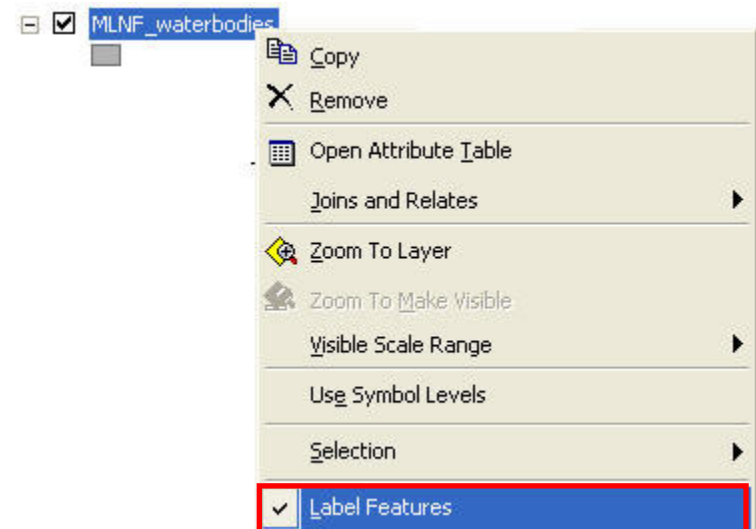 MLNF_waterbodies
Copy
Remove
Open Attribute Table
Joins and Relates
Zoom To Layer
Zoom To Make Visible
Visible Scale Range
Use Symbol Levels
Selection
Label Features